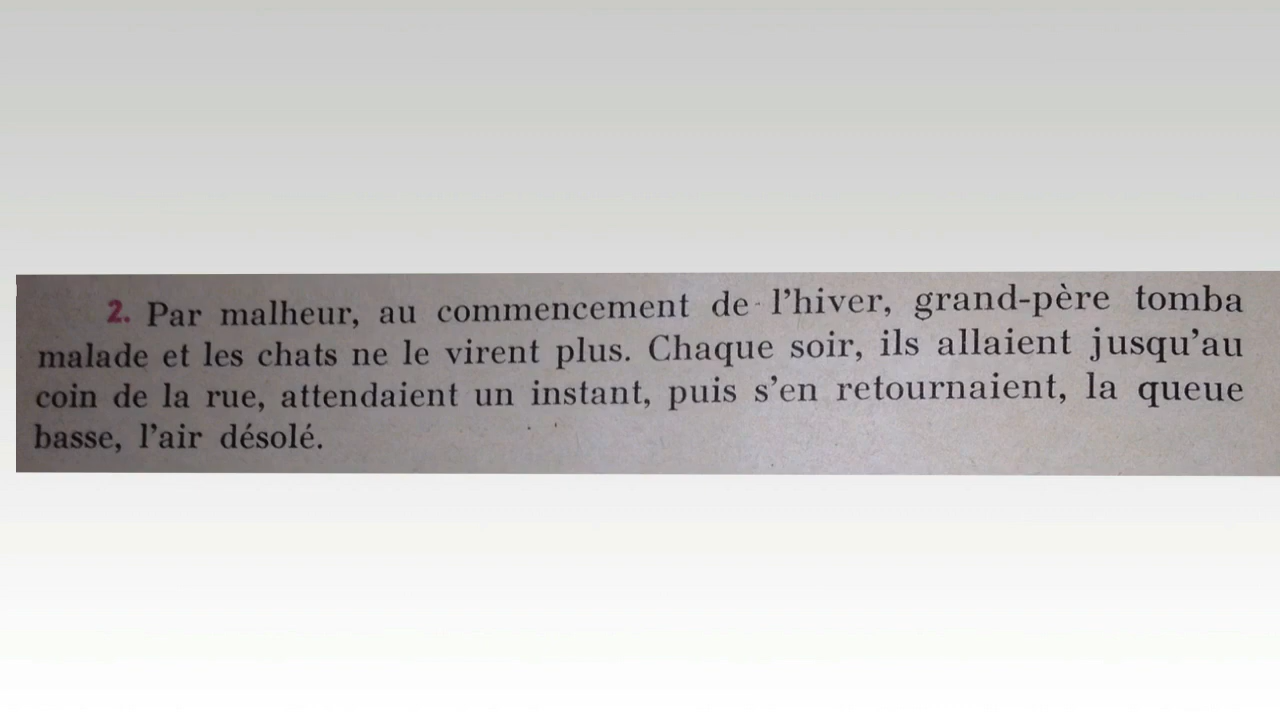 2. Par malheur, au commencement de l'hiver, grand-père tomba
malade et les chats ne le virent plus. Chaque soir, ils allaient jusqu'au
coin de la rue, attendaient un instant, puis s'en retournaient, la queue
basse, l'air désolé.